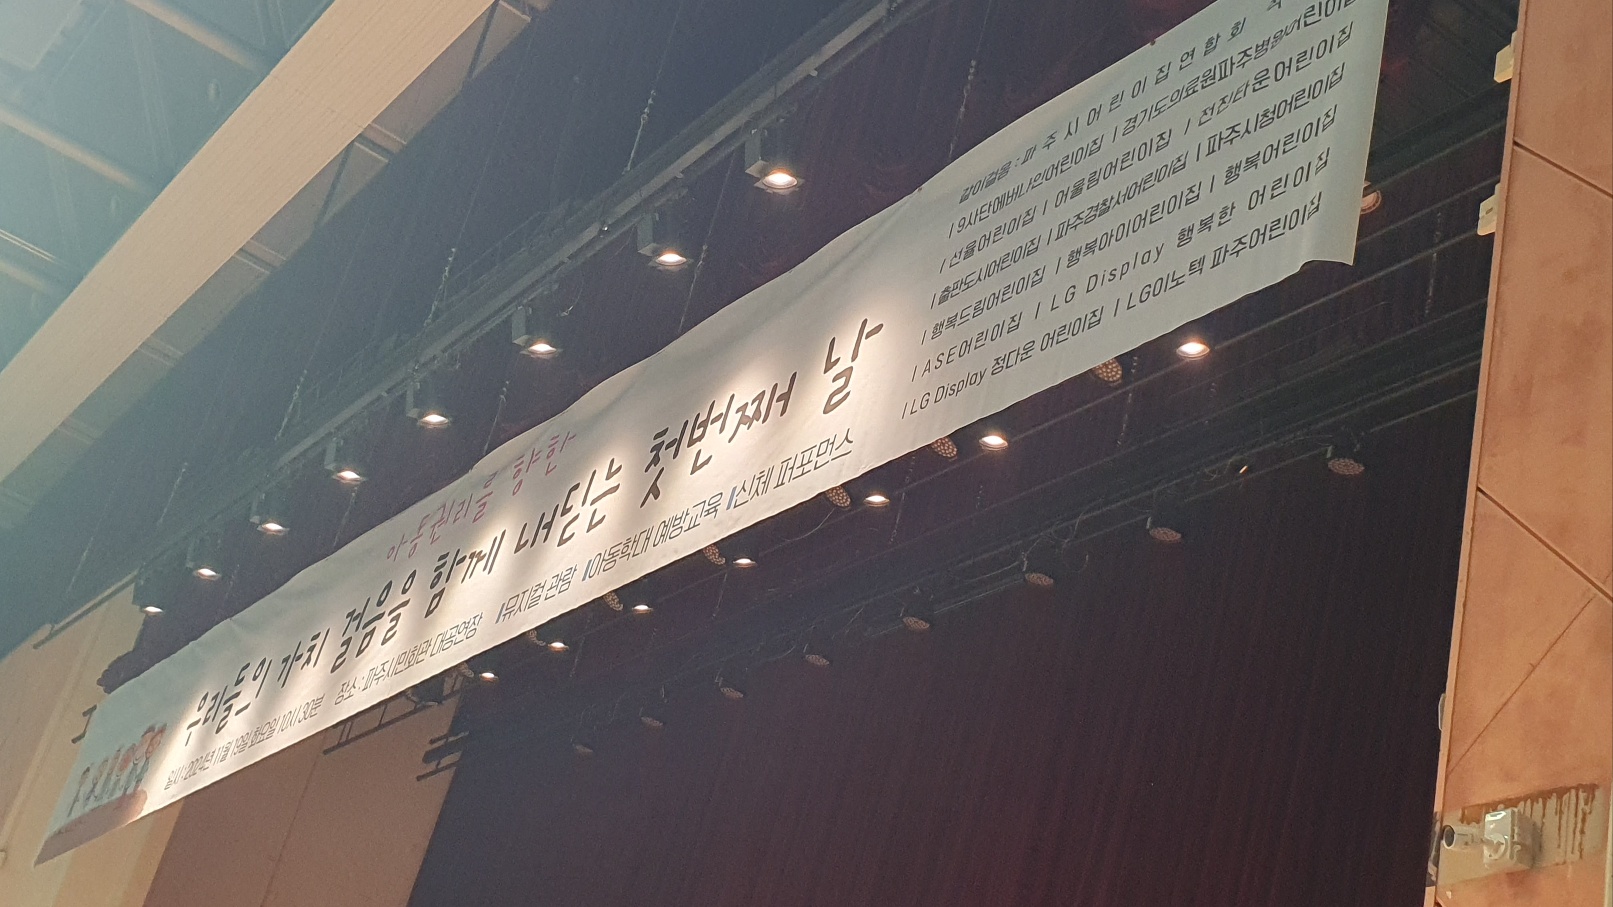 아동권리를 향한
우리들의 가치 걸음을 함께 내딛는 첫번째 날
일시 : 2024년 11월 19일 화요일 10시 30분 장소 : 파주시민회관 대공연장 뮤지컬 관람 아동학대 예방교육 신체 퍼포먼스
같이걸음 : 파주시어린이집연합회
| 9사단에버나인어린이집 | 경기도의료원파주병원어린이집
| 선율어린이집 | 어울림어린이집 | 전진타운어린이집
| 출판도시어린이집 | 파주경찰서어린이집 | 파주시청어린이집
| 행복드림어린이집 | 행복아이어린이집 | 행복어린이집
| ASE어린이집 | LG Display 행복한 어린이집
| LG Display 정다운 어린이집 | LG이노텍 파주어린이집